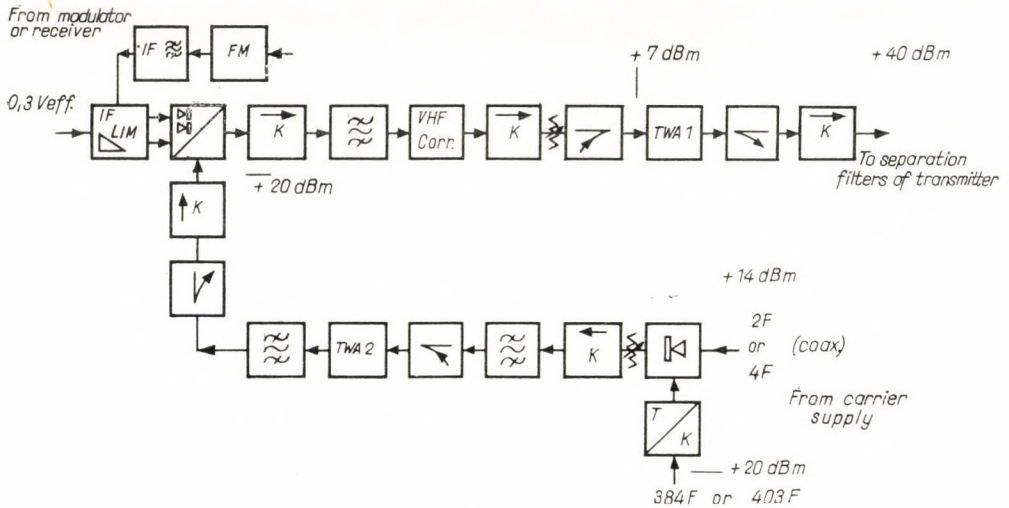 From modulator
or receiver
IF
FM
+ 7 dBm
+ 40 dBm
0,3 Veff.
IF
LIM
K
VHF
Corr.
K
TWA 1
K
To separation
filters of transmitter
+ 20 dBm
K
+ 14 dBm
TWA 2
K
2F
or (coax.)
4F
From carrier
supply
T
K
+ 20 dBm
384F or 403F